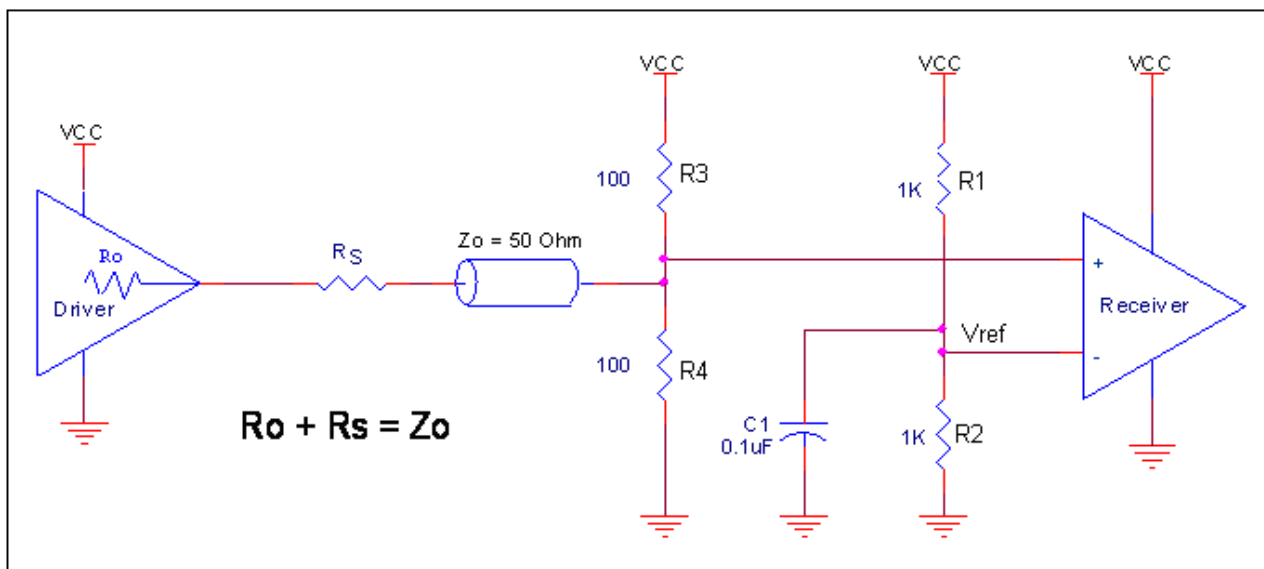 VCC
VCC
VCC
VCC
100
R3
1K
R1
Zo = 50 Ohm
Ro
RS
Driver
+
Receiver
Vref
-
100
R4
Ro + Rs = Zo
C1
0.1uF
1K
R2